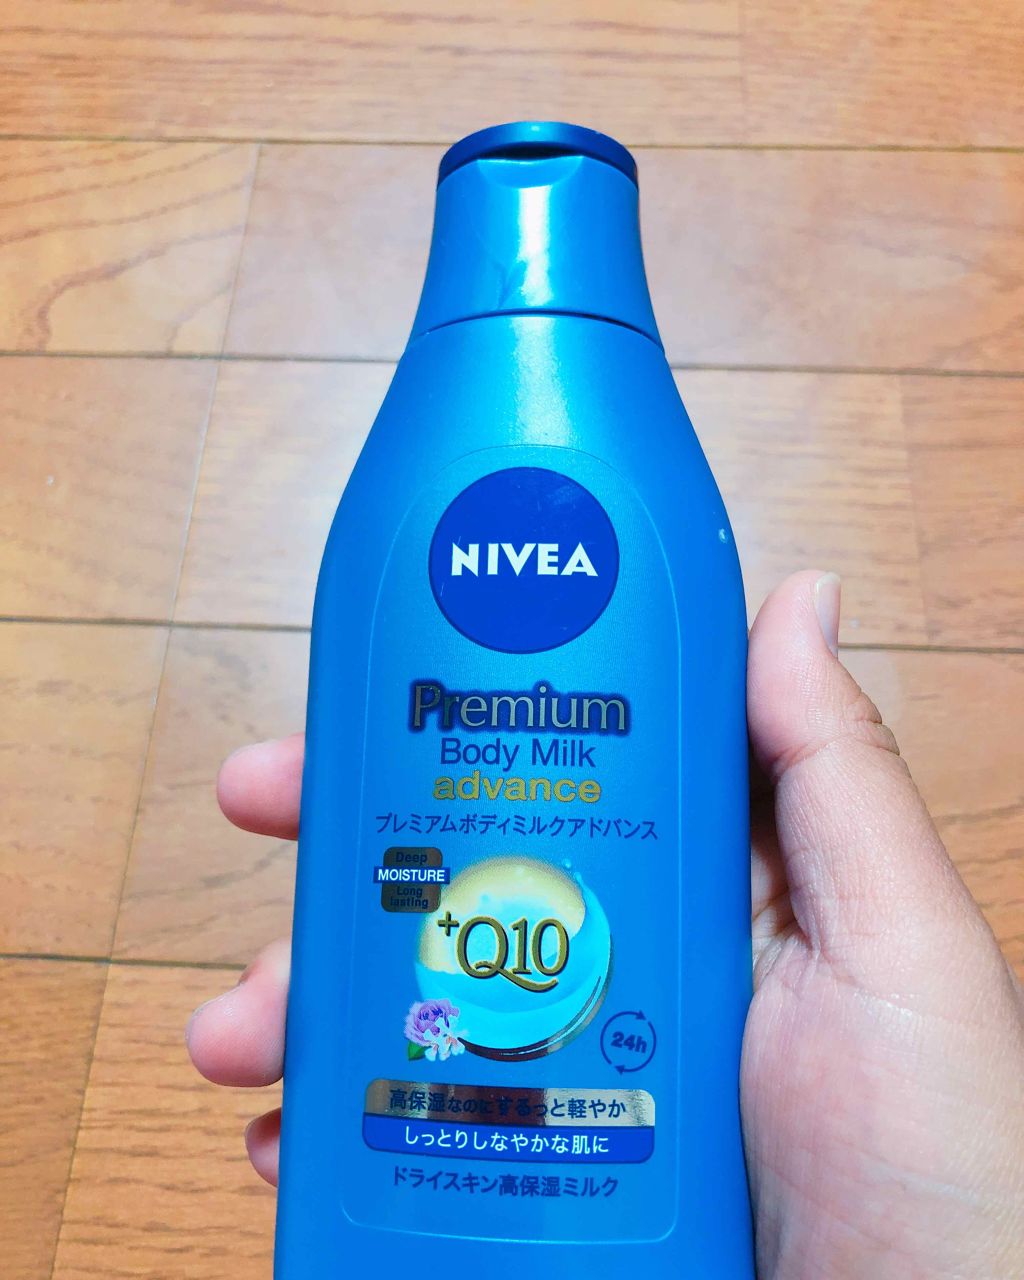 NIVEA
Premium
Body Milk
advance
プレミアムボディミルクアドバンス
Deep
MOISTURE
Long
lasting
+Q10
24h
高保湿なのにするっと軽やか
しっとりしなやかな肌に
ドライスキン高保湿ミルク